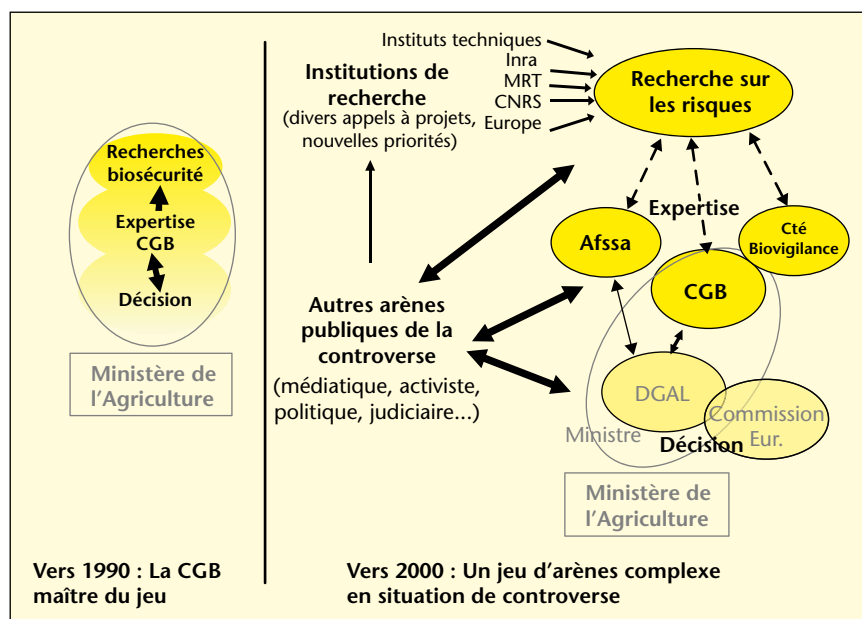 Recherches
biosécurité
Expertise
CGB
Décision
Ministère de
l'Agriculture
Vers 1990 : La CGB
maître du jeu
Instituts techniques
Inra
MRT
CNRS
Europe
Institutions de
recherche
(divers appels à projets,
nouvelles priorités)
Recherche sur
les risques
Expertise
Afssa
Cté
Biovigilance
CGB
Autres arènes
publiques de la
controverse
(médiatique, activiste,
politique, judiciaire...)
DGAL
Commission
Eur.
Ministre
Décision
Ministère de
l'Agriculture
Vers 2000 : Un jeu d'arènes complexe
en situation de controverse